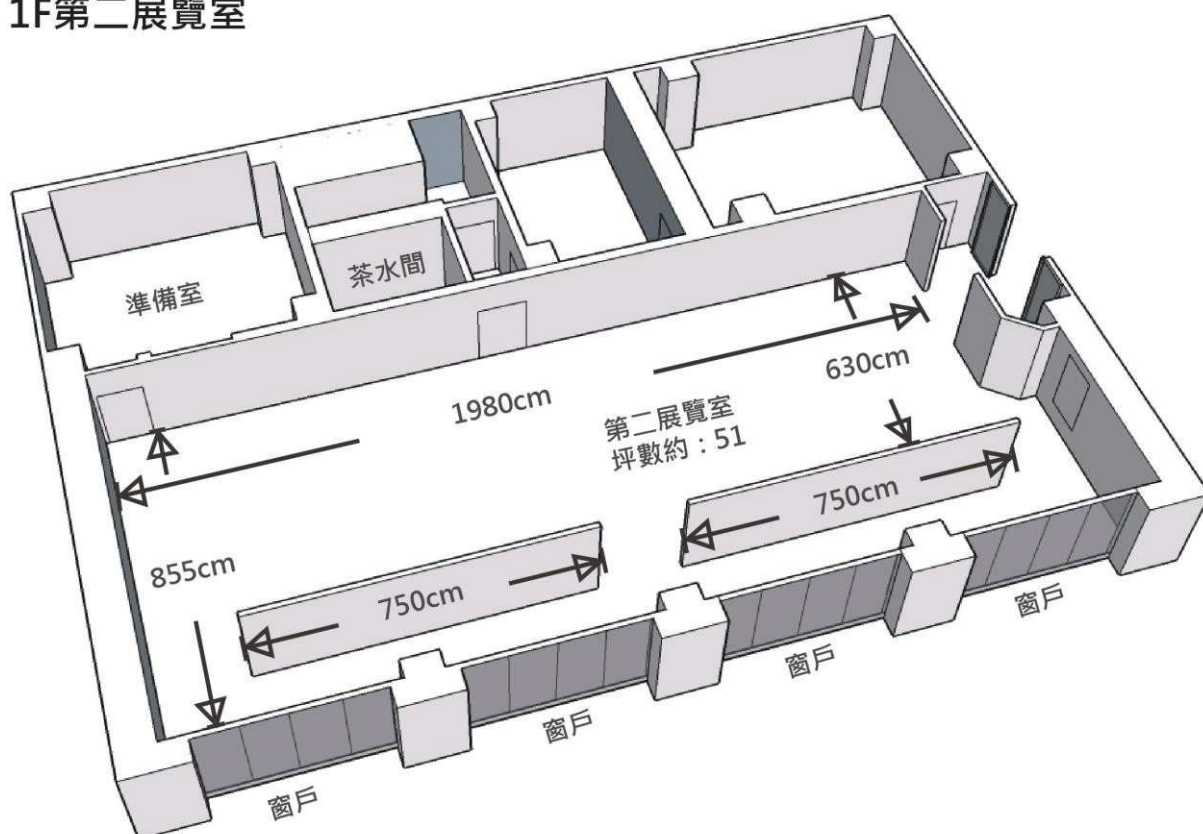 1F第二展覽室
準備室
茶水間
1980cm
630cm
第二展覽室
坪數約：51
750cm
855cm
750cm
窗戶
窗戶
窗戶
窗戶